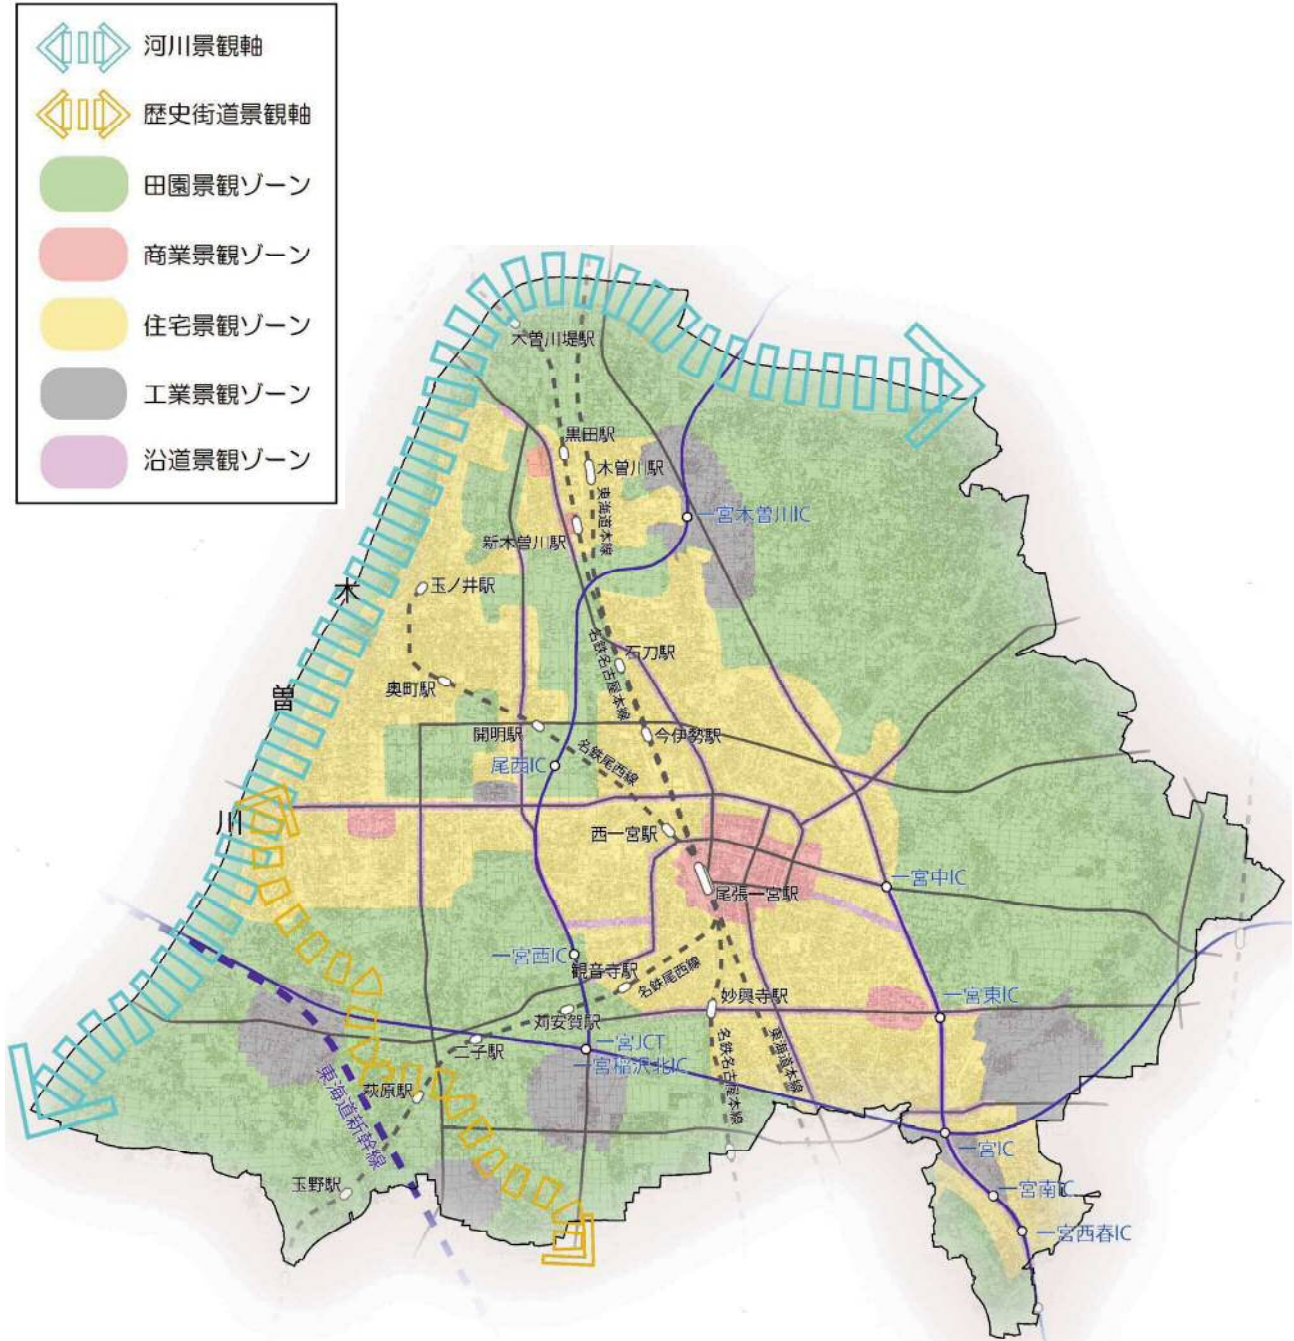 河川景観軸
歴史街道景観軸
田園景観ゾーン
商業景観ゾーン
住宅景観ゾーン
工業景観ゾーン
沿道景観ゾーン
木曽川堤駅
黒田駅
木曽川駅
東海道本線
一宮木曽川IC
新木曽川駅
玉ノ井駅
木
曽
川
石刀駅
名鉄名古屋本線
奥町駅
開明駅
今伊勢駅
名鉄尾西線
尾西IC
西一宮駅
尾張一宮駅
一宮中IC
一宮西IC
観音寺駅
名鉄尾西線
妙興寺駅
一宮東IC
苅安賀駅
二子駅
一宮JCT
一宮稲沢北IC
東海道本線
名鉄名古屋本線
萩原駅
東海道新幹線
玉野駅
一宮IC
一宮南IC
一宮西春IC